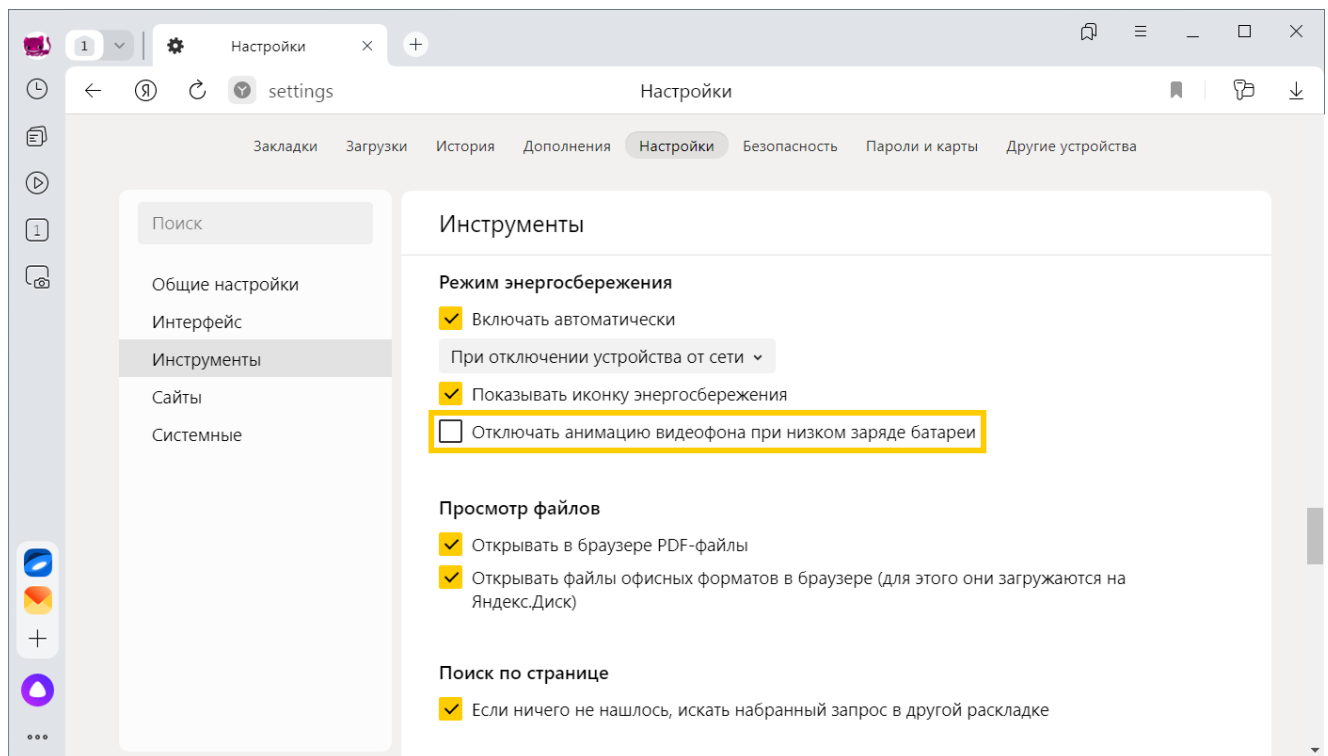 1
Настройки
Я
settings
Настройки
Закладки Загрузки История Дополнения Настройки Безопасность Пароли и карты Другие устройства
1
Поиск
Общие настройки
Интерфейс
Инструменты
Сайты
Системные
Инструменты
Режим энергосбережения
Включать автоматически
При отключении устройства от сети
Показывать иконку энергосбережения
Отключать анимацию видеофона при низком заряде батареи
Просмотр файлов
Открывать в браузере PDF-файлы
Открывать файлы офисных форматов в браузере (для этого они загружаются на
Яндекс.Диск)
Поиск по странице
Если ничего не нашлось, искать набранный запрос в другой раскладке